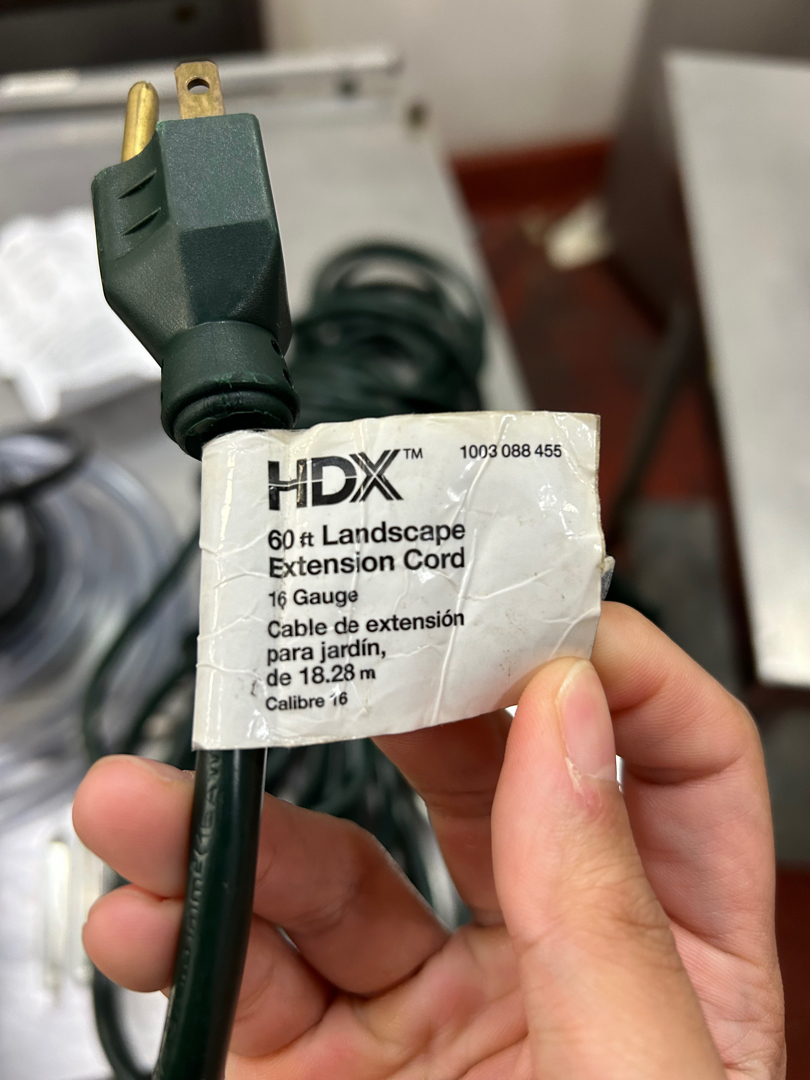 HDX™ 1003 088 455
60 ft Landscape
Extension Cord
16 Gauge
Cable de extensión
para jardín,
de 18.28 m
Calibre 16